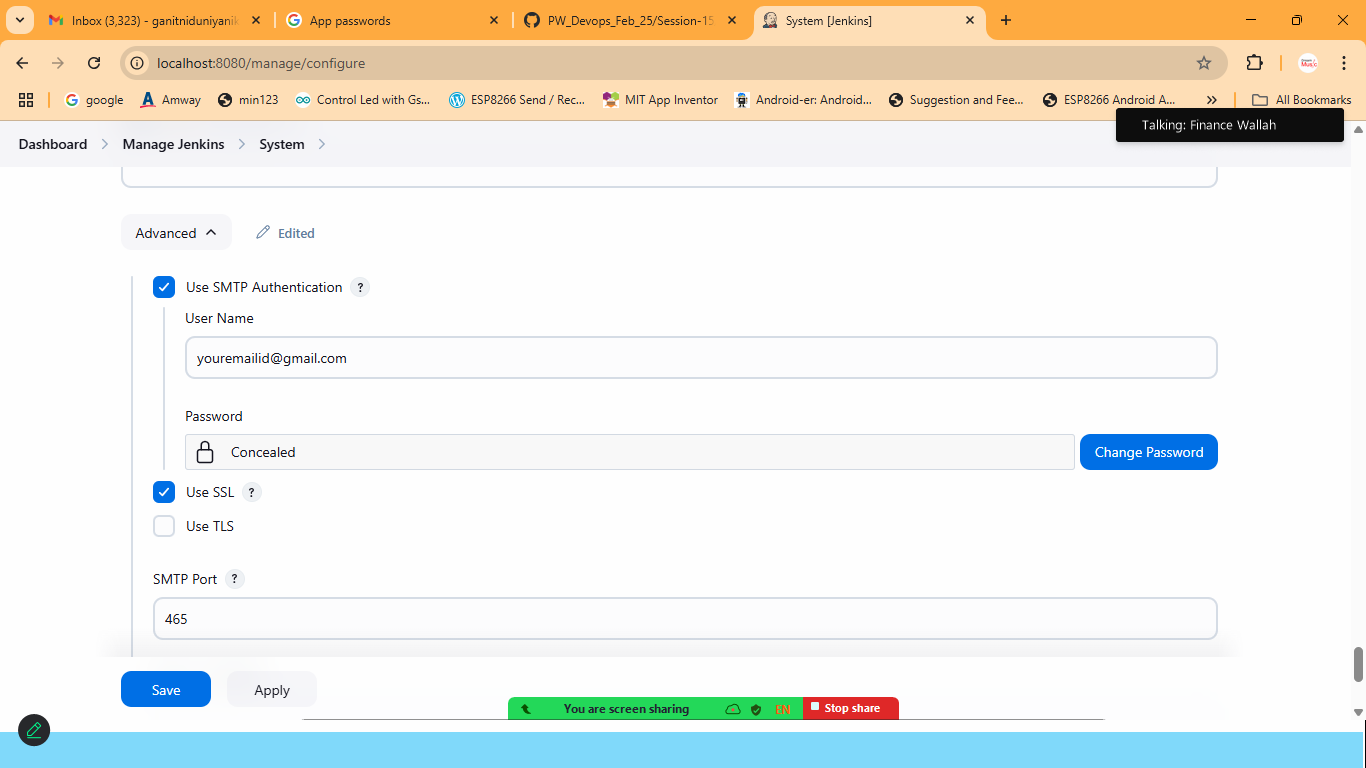 Inbox (3,323) - ganitniduniyanik
App passwords
PW_Devops_Feb_25/Session-15
System [Jenkins]
localhost:8080/manage/configure
google
Amway
min123
Control Led with Gs...
ESP8266 Send / Rec...
MIT App Inventor
Android-er: Android...
Suggestion and Fee...
ESP8266 Android A...
All Bookmarks
Talking: Finance Wallah
Dashboard > Manage Jenkins > System >
Advanced
Edited
Use SMTP Authentication ?
User Name
youremailid@gmail.com
Password
Concealed
Change Password
Use SSL ?
Use TLS
SMTP Port ?
465
Save
Apply
You are screen sharing
EN
Stop share